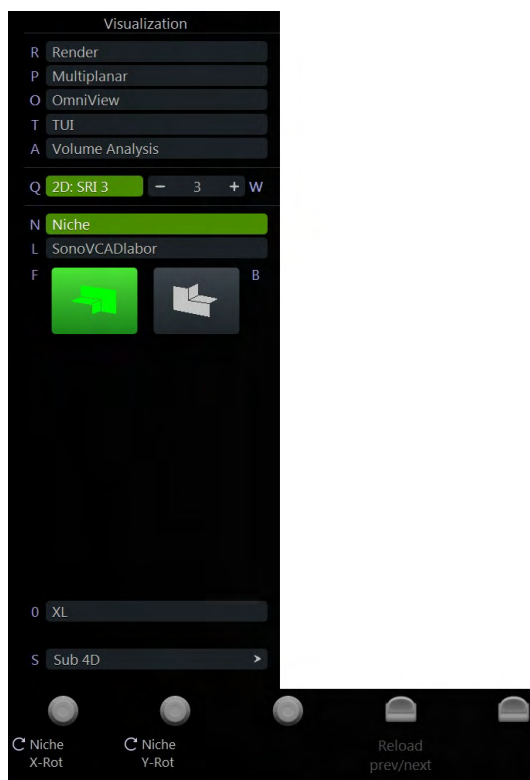 Visualization
R Render
P Multiplanar
O OmniView
T TUI
A Volume Analysis
Q 2D: SRI 3 − 3 + W
N Niche
L SonoVCADlabor
F B
0 XL
S Sub 4D >
Niche Niche Reload
X-Rot Y-Rot prev/next